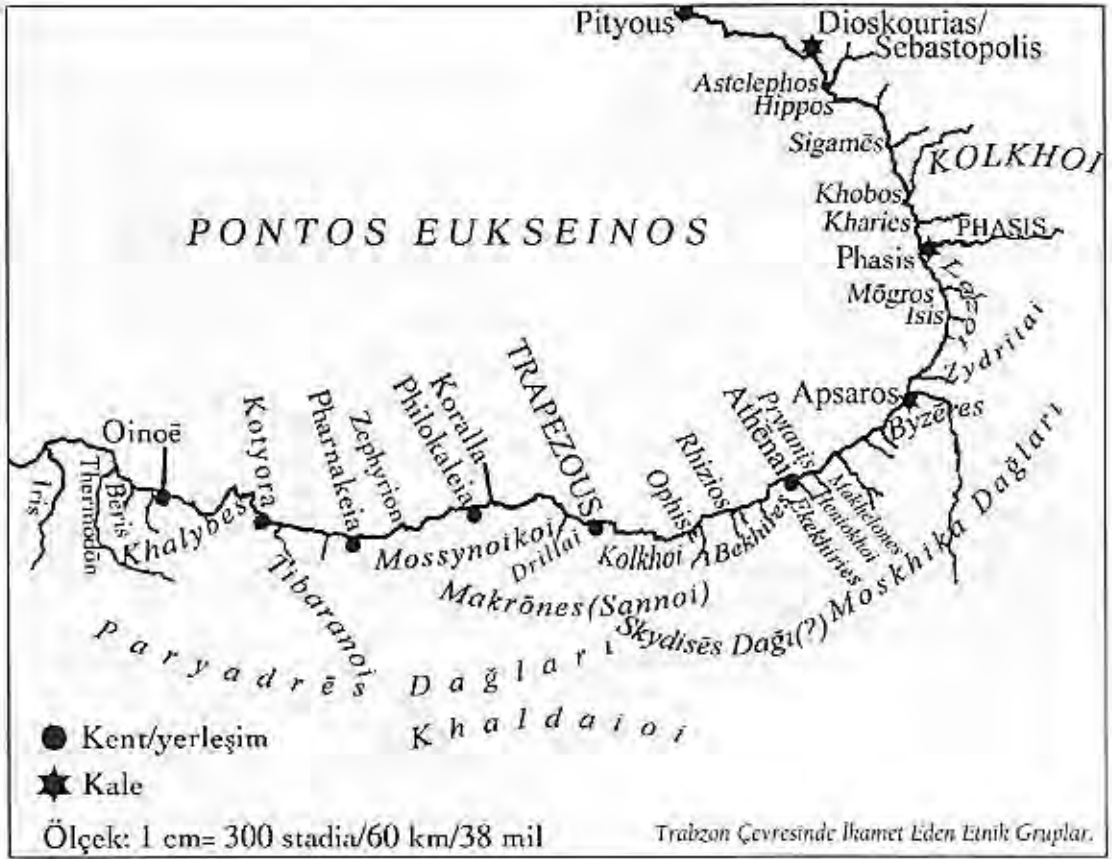 Pityous
Dioskourias/
Sebastopolis
Astelephos
Hippos
Sigamēs
KOLKHOI
Khobos
Kharies
PHASIS
Phasis
Mōgros
Isis
Zydritai
PONTOS EUKSEINOS
Apsaros
Byzēres
Moskhika Dağları
Iris
Thermōdōn
Bēris
Oinoē
Khalybes
Kotyora
Tibaranois
Pharnakeia
Zephyrion
Philokaleia
Koralla
Mossynoikoi
Makrōnes (Sannoi)
Drillai
TRAPEZOUS
Kolkhoi
Ophis
Rhizios
Bekhires
Athēnai
Prytanis
Ekekhiries
Heniokhoi
Makhelones
Skydisēs Dağı(?)
Paryadrēs Dağları
Khaldaioi
Kent/yerleşim
Kale
Ölçek: 1 cm= 300 stadia/60 km/38 mil
Trabzon Çevresinde İkamet Eden Etnik Gruplar.